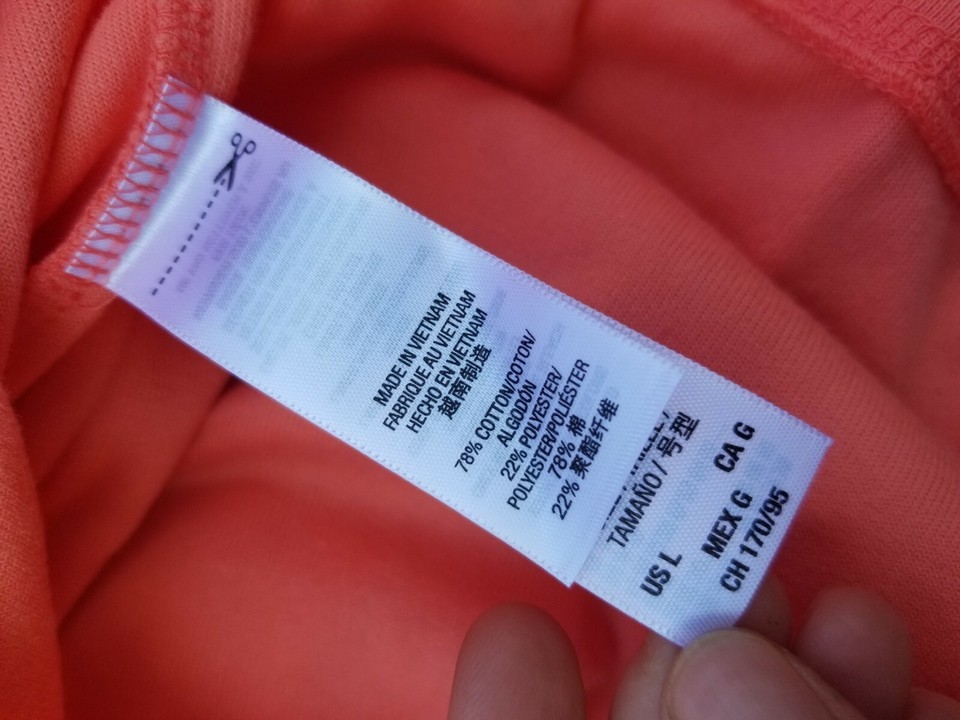 MADE IN VIETNAM
FABRIQUE AU VIETNAM
HECHO EN VIETNAM
越南制造
78% COTTON/COTON/
ALGODÓN
22% POLYESTER/
POLYESTER/POLIÉSTER
78% 棉
22% 聚酯纤维
TAMAÑO / 号型
US L
CA G
MEX G
CH 170/95